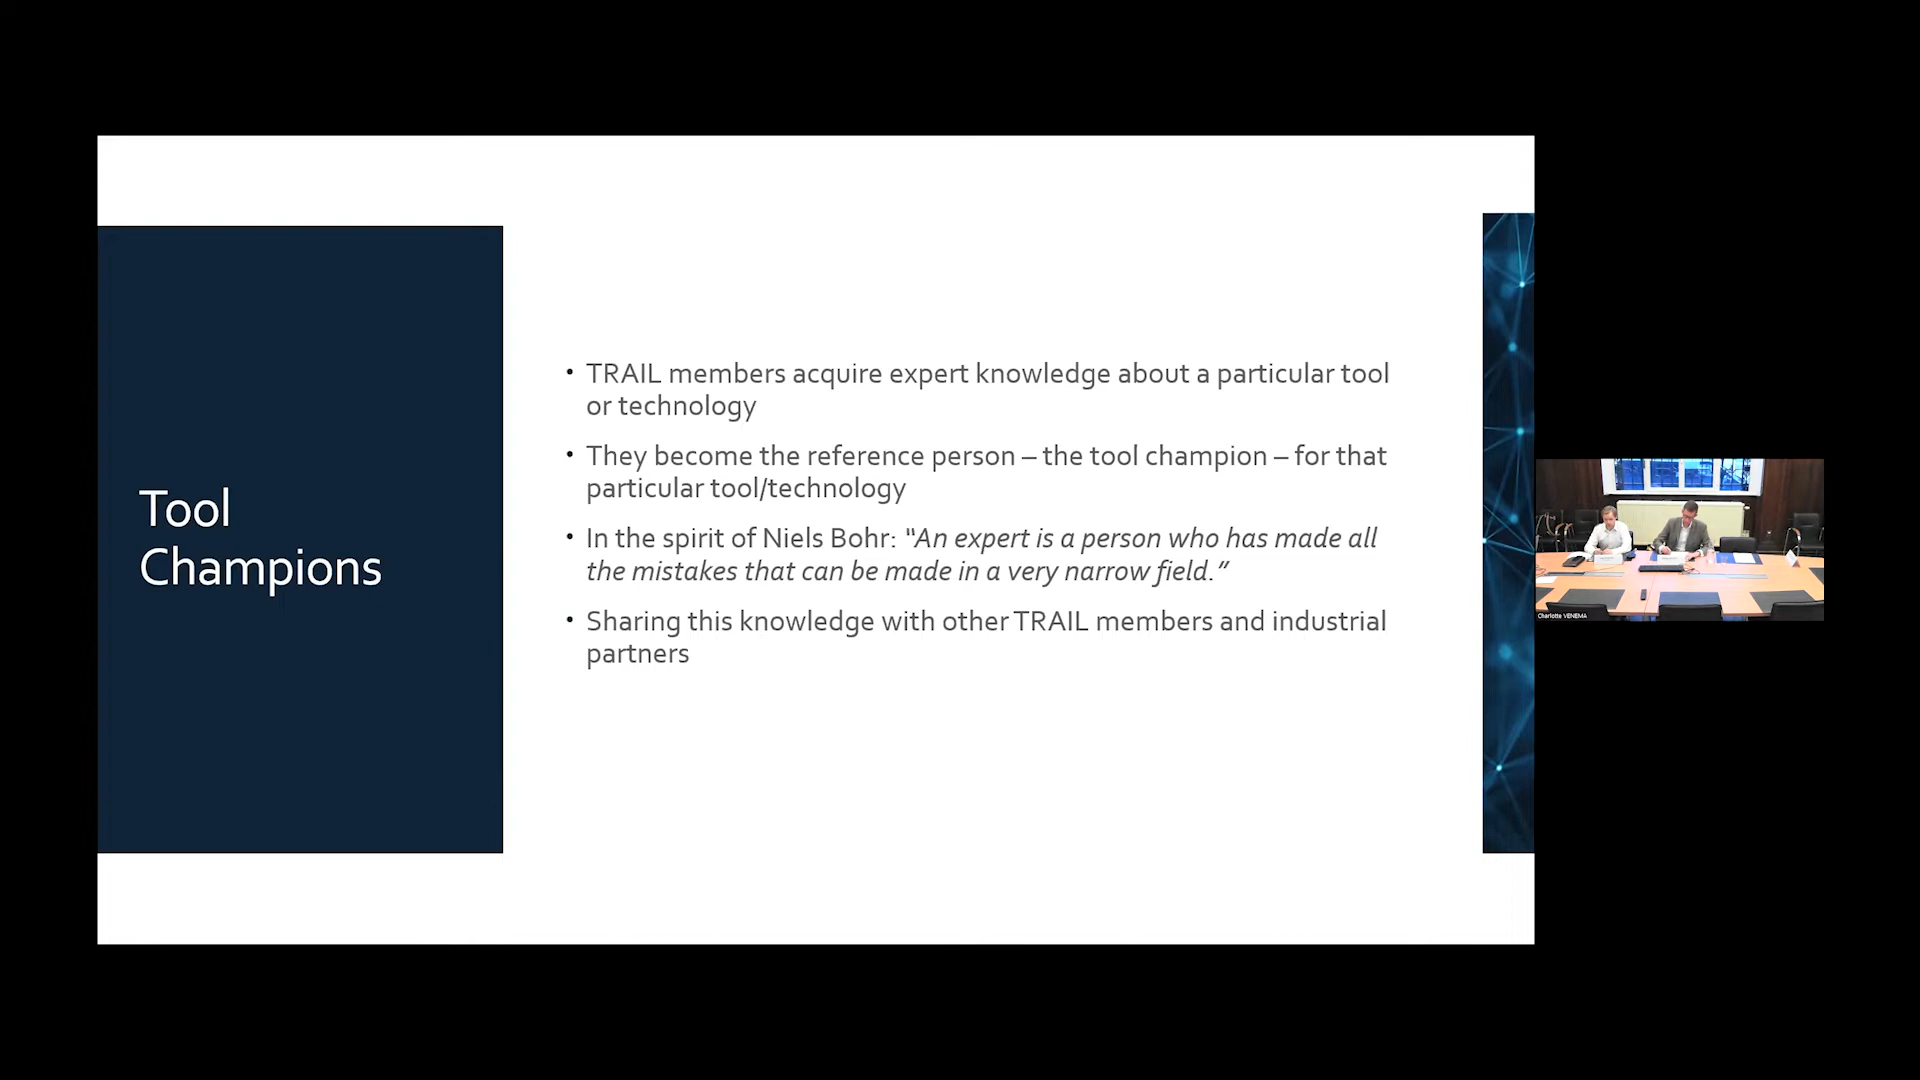 Tool
Champions
• TRAIL members acquire expert knowledge about a particular tool
or technology
• They become the reference person – the tool champion – for that
particular tool/technology
• In the spirit of Niels Bohr: “An expert is a person who has made all
the mistakes that can be made in a very narrow field.”
• Sharing this knowledge with other TRAIL members and industrial
partners
Charlotte VENEMA